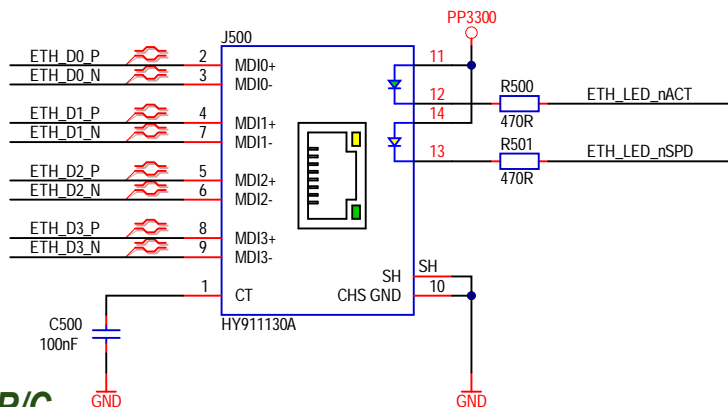 PP3300
J500
ETH_D0_P 2 MDI0+ 11
ETH_D0_N 3 MDI0-
12 R500 470R ETH_LED_nACT
ETH_D1_P 4 MDI1+ 14
ETH_D1_N 7 MDI1-
13 R501 470R ETH_LED_nSPD
ETH_D2_P 5 MDI2+
ETH_D2_N 6 MDI2-
ETH_D3_P 8 MDI3+
ETH_D3_N 9 MDI3-
SH SH
1 CT CHS GND 10
C500
100nF
HY911130A
GND GND